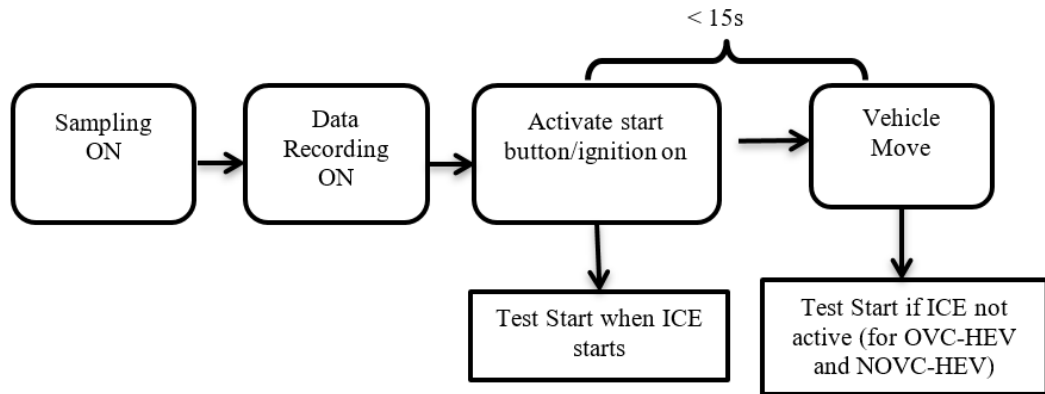 < 15s
Sampling
ON
Data
Recording
ON
Activate start
button/ignition on
Vehicle
Move
Test Start when ICE
starts
Test Start if ICE not
active (for OVC-HEV
and NOVC-HEV)